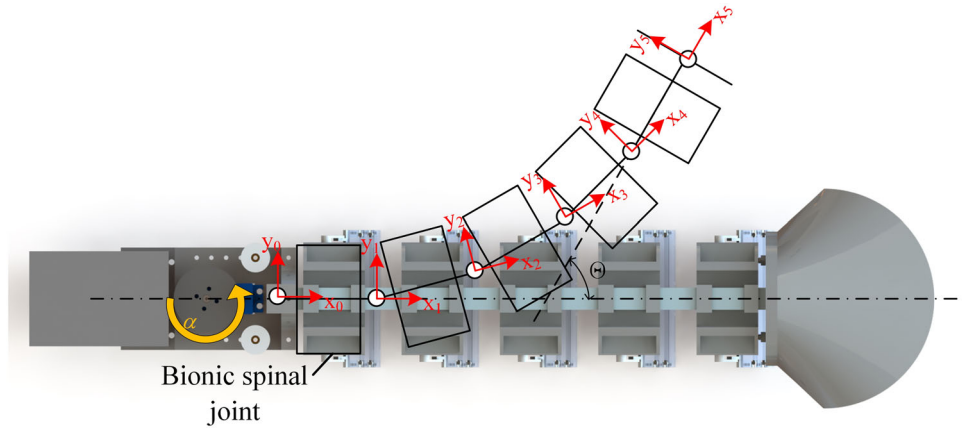 x₅
y₅
x₄
y₄
x₃
y₃
y₂
x₂
Θ
y₀
y₁
x₀
x₁
α
Bionic spinal
joint